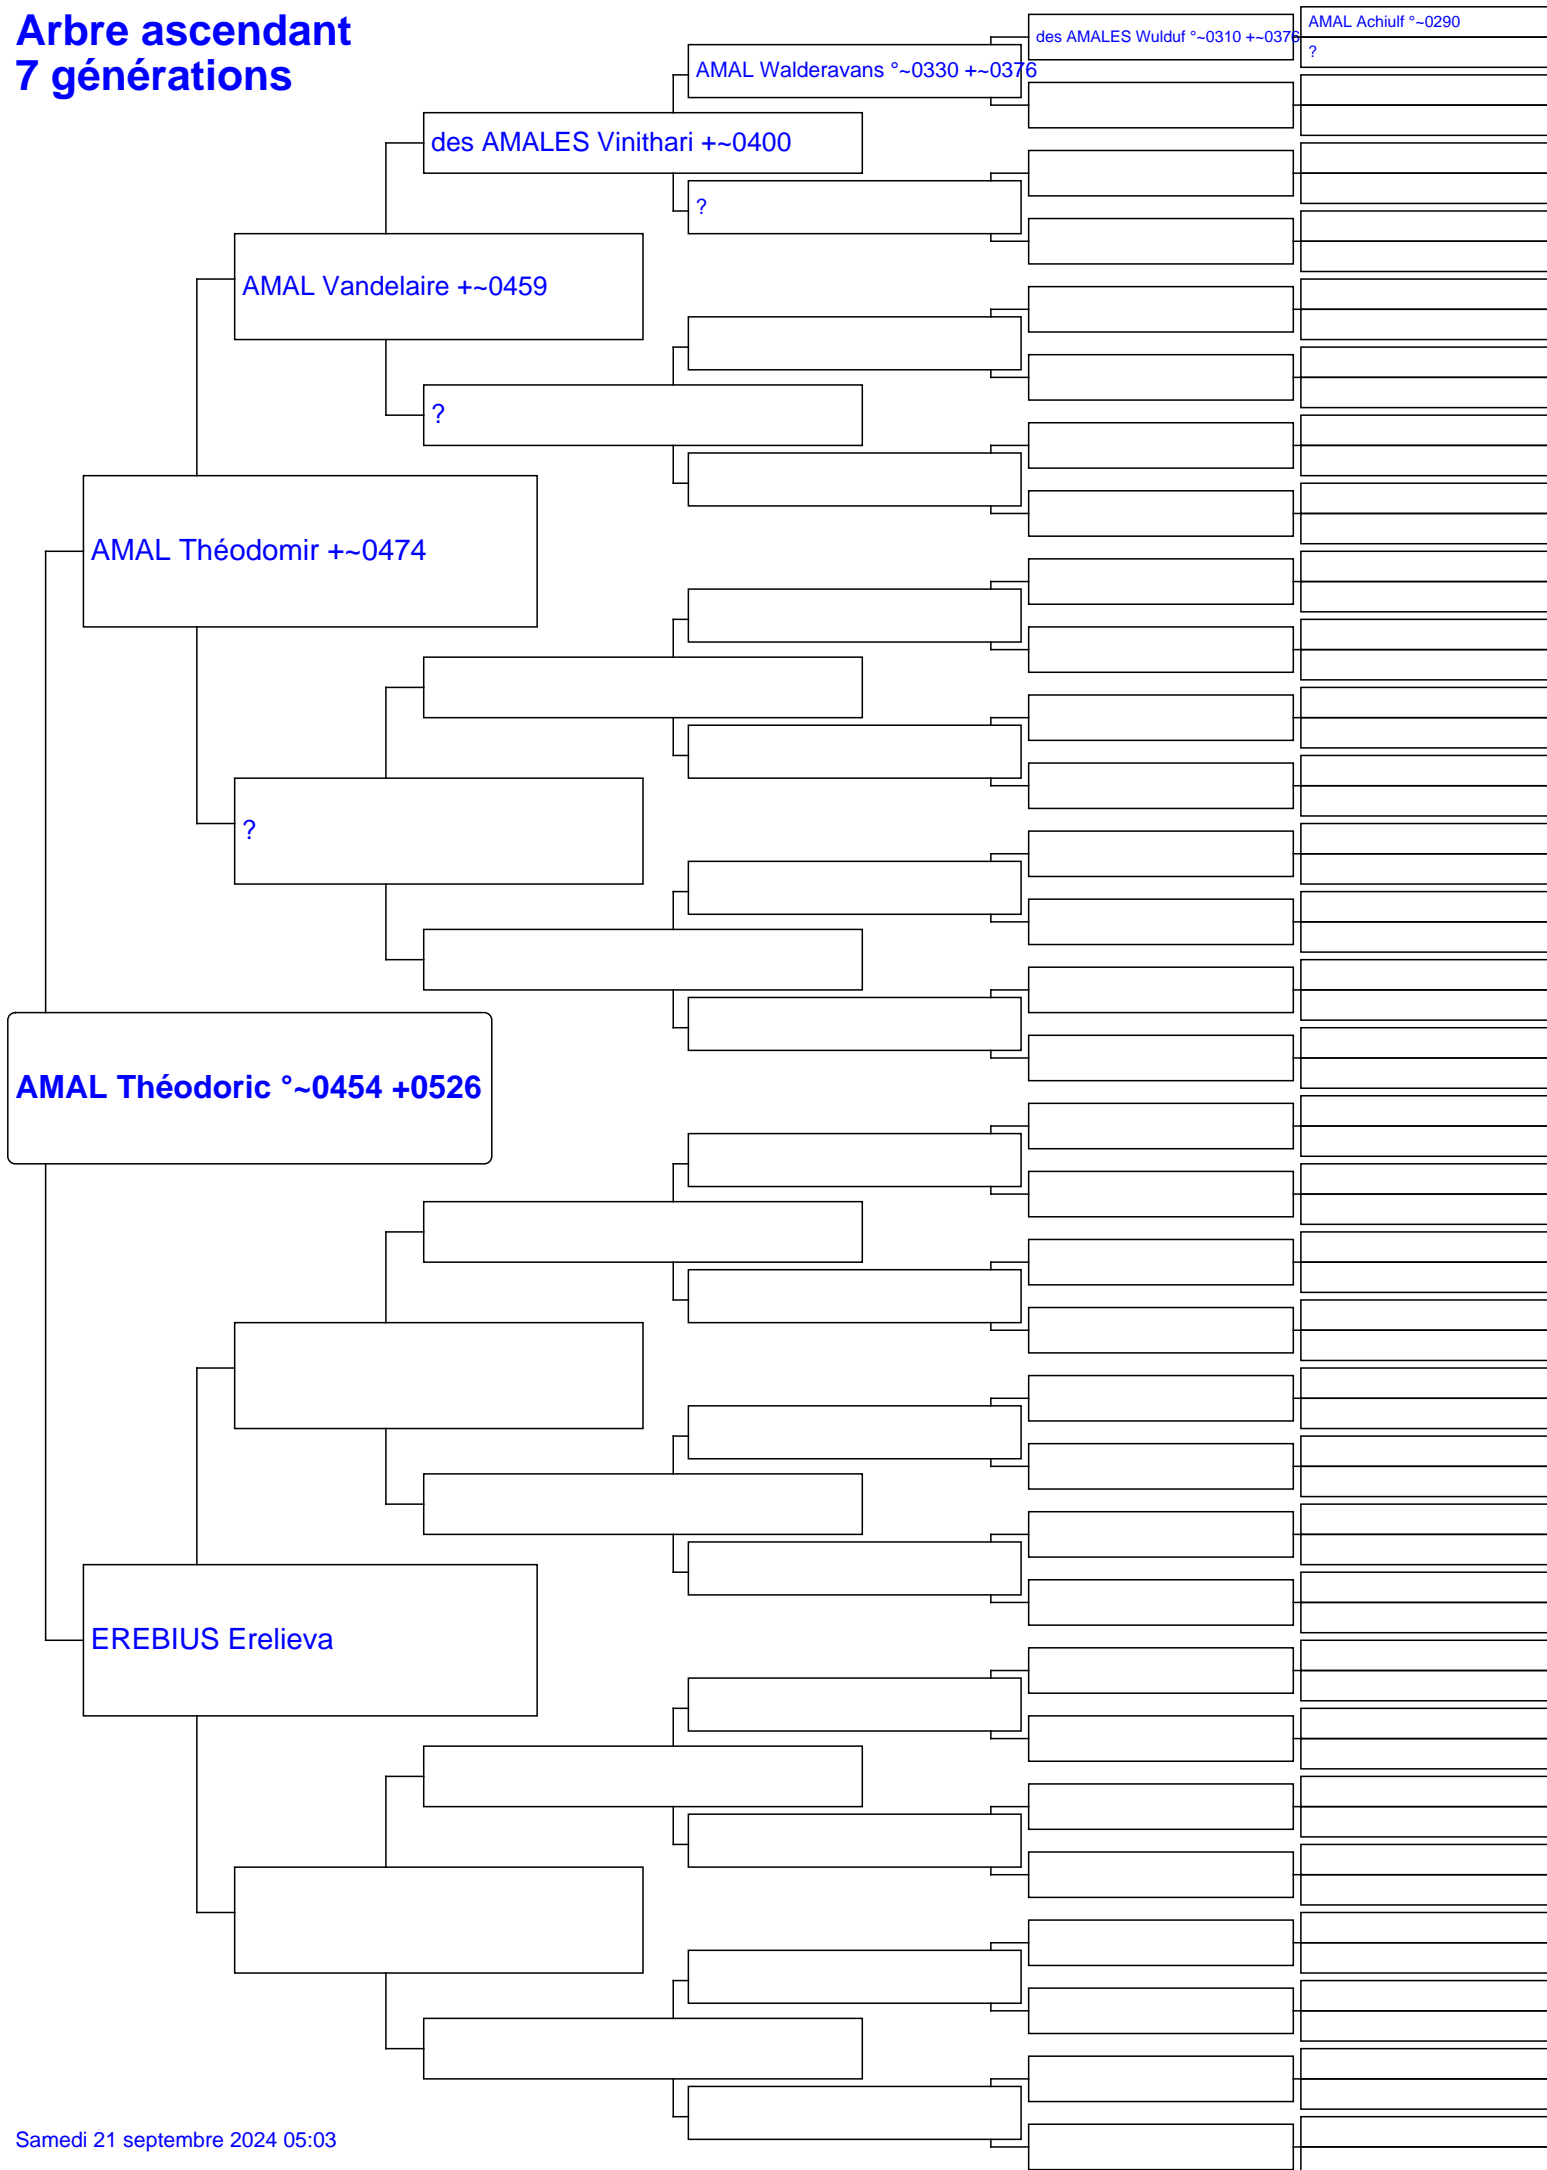 Arbre ascendant
7 générations
des AMALES Wulduf °~0310 +~0376
AMAL Achiulf °~0290
?
AMAL Walderavans °~0330 +~0376
des AMALES Vinithari +~0400
?
AMAL Vandelaire +~0459
?
AMAL Théodomir +~0474
?
AMAL Théodoric °~0454 +0526
EREBIUS Erelieva
Samedi 21 septembre 2024 05:03